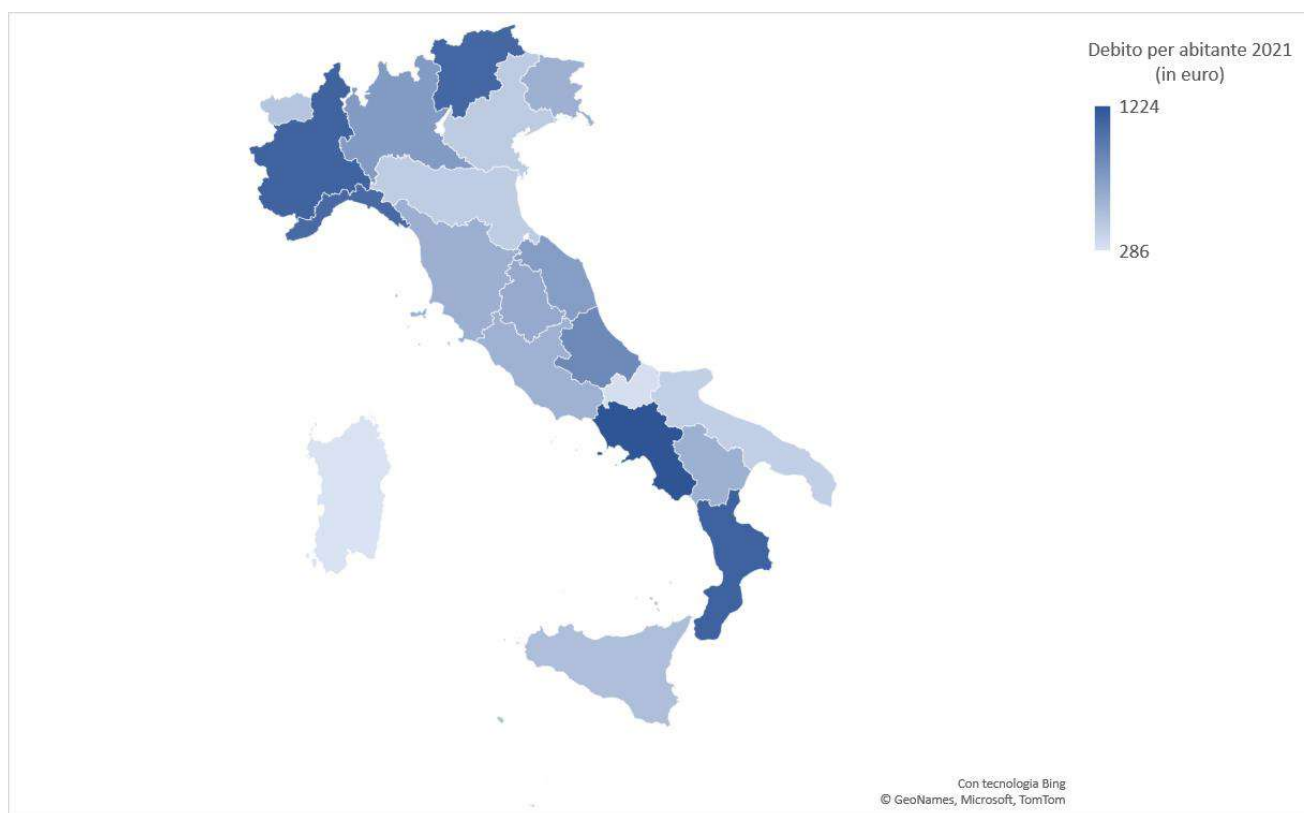 Debito per abitante 2021
(in euro)
1224
286
Con tecnologia Bing
© GeoNames, Microsoft, TomTom